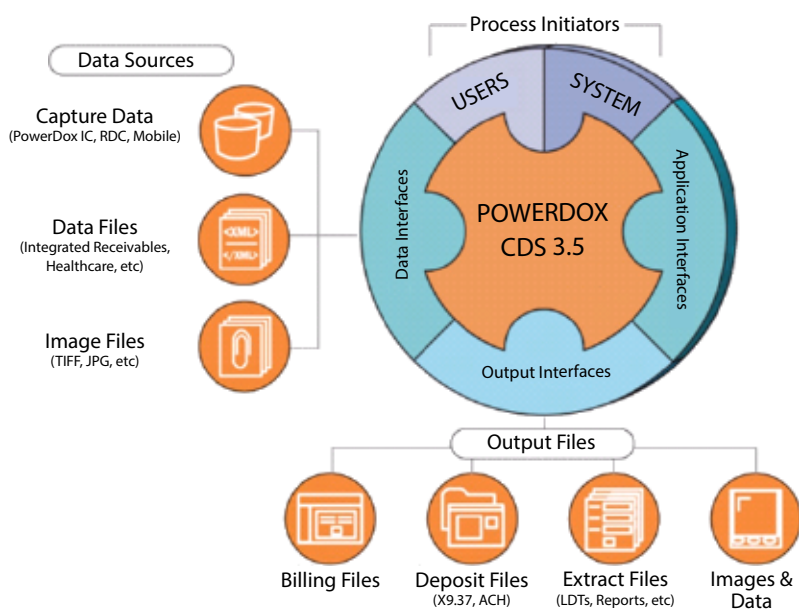 Process Initiators
Data Sources
USERS
SYSTEM
Capture Data
(PowerDox IC, RDC, Mobile)
Data Interfaces
Application Interfaces
POWERDOX
CDS 3.5
<XML>
</XML>
Data Files
(Integrated Receivables,
Healthcare, etc)
Image Files
(TIFF, JPG, etc)
Output Interfaces
Output Files
Billing Files
Deposit Files
(X9.37, ACH)
Extract Files
(LDTs, Reports, etc)
Images &
Data